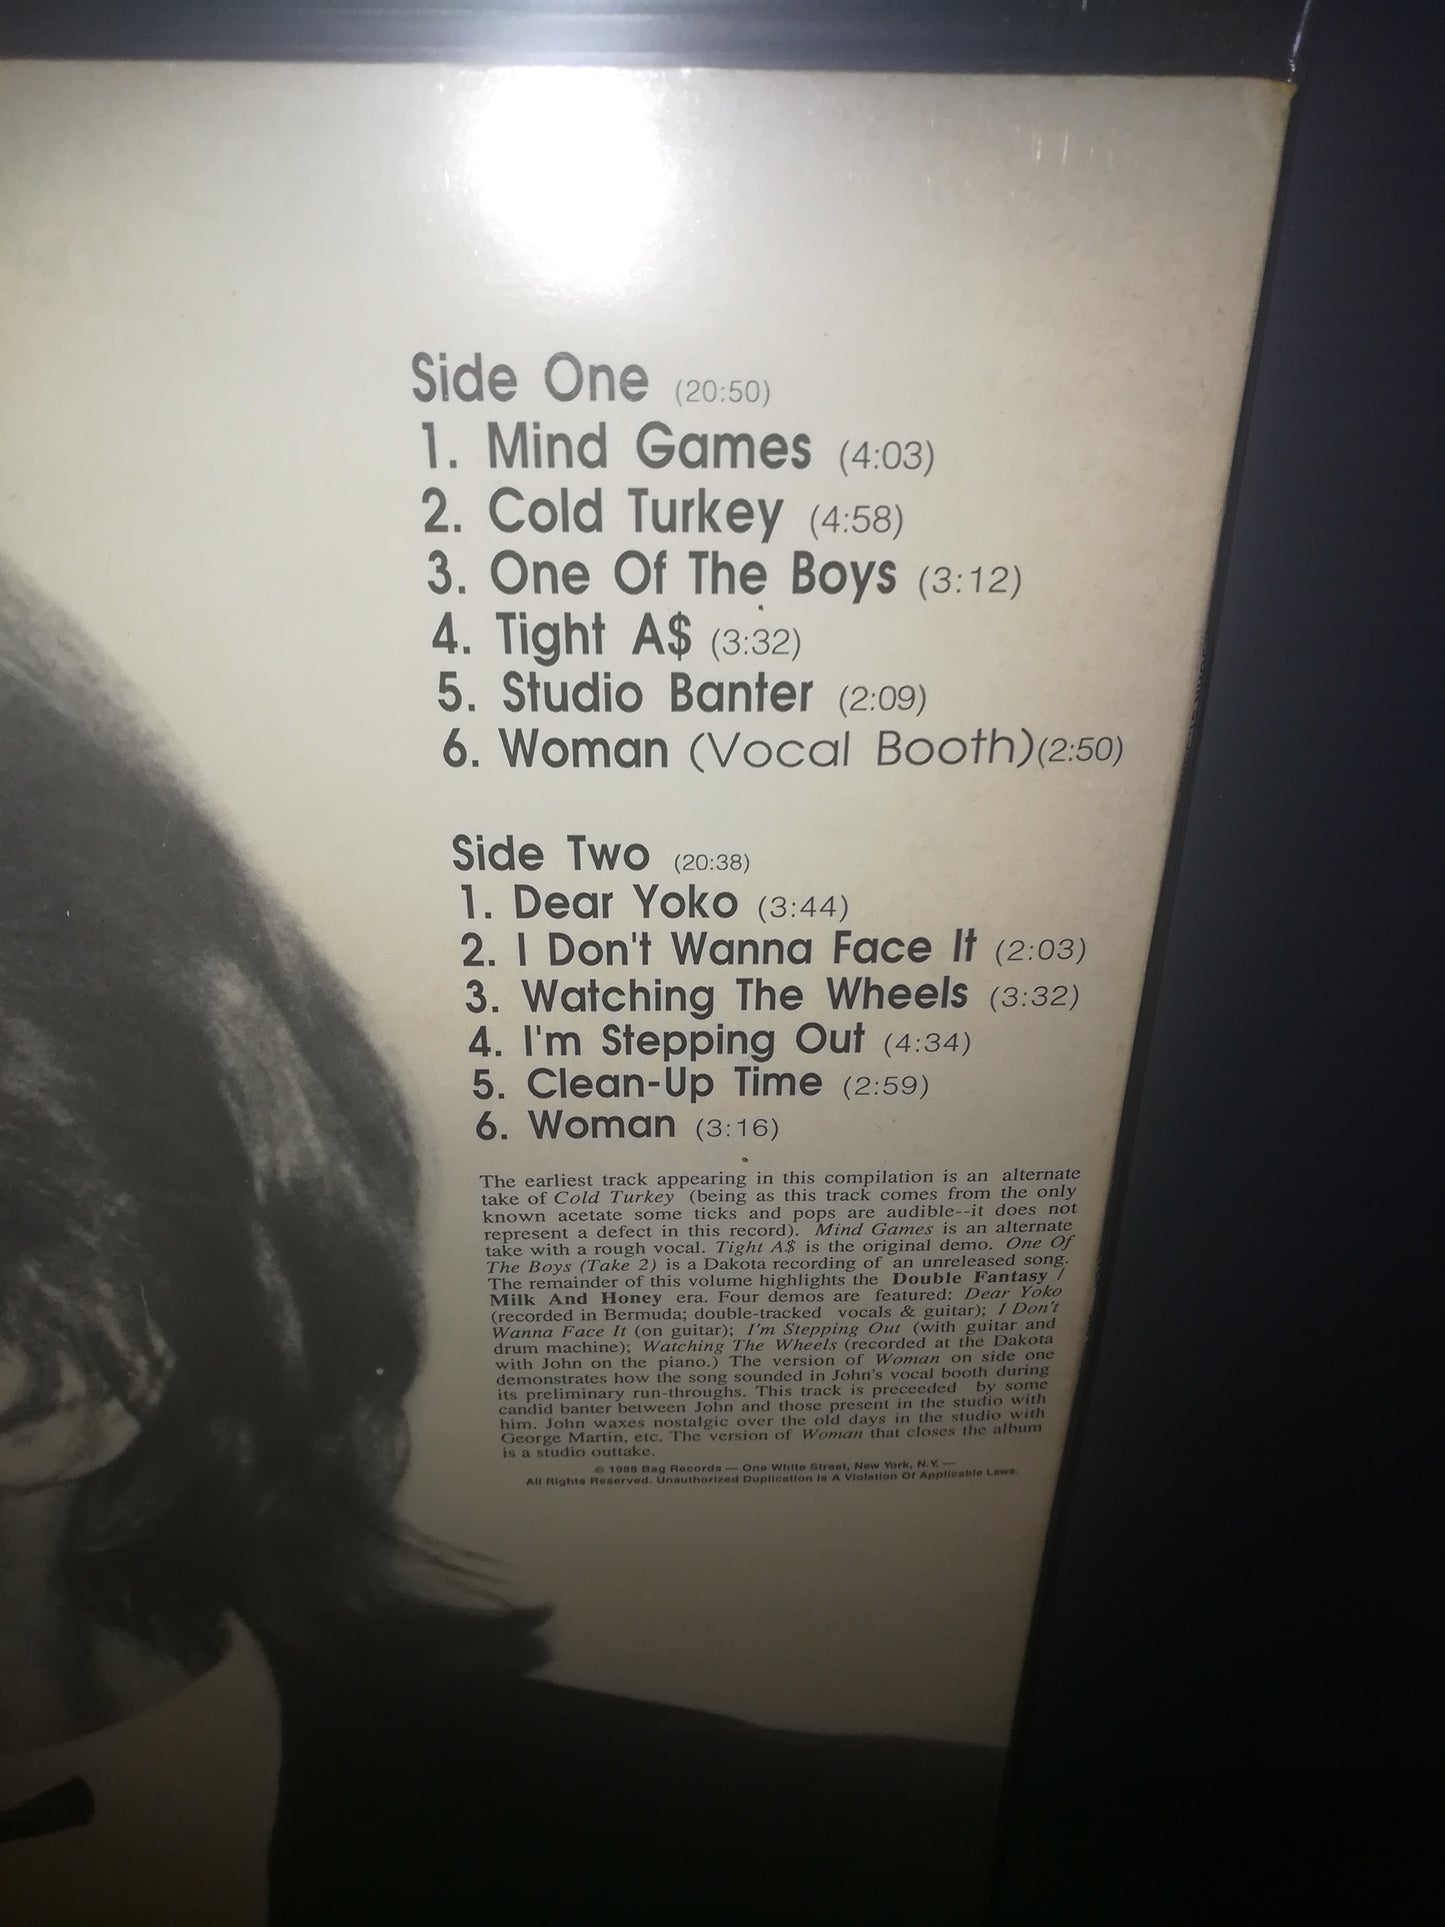 Side One (20:50)
1. Mind Games (4:03)
2. Cold Turkey (4:58)
3. One Of The Boys (3:12)
4. Tight A$ (3:32)
5. Studio Banter (2:09)
6. Woman (Vocal Booth)(2:50)
Side Two (20:38)
1. Dear Yoko (3:44)
2. I Don't Wanna Face It (2:03)
3. Watching The Wheels (3:32)
4. I'm Stepping Out (4:34)
5. Clean-Up Time (2:59)
6. Woman (3:16)
The earliest track appearing in this compilation is an alternate
take of Cold Turkey (being as this track comes from the only
known acetate some ticks and pops are audible--it does not
represent a defect in this record). Mind Games is an alternate
take with a rough vocal. Tight A$ is the original demo. One Of
The Boys (Take 2) is a Dakota recording of an unreleased song.
The remainder of this volume highlights the Double Fantasy /
Milk And Honey era. Four demos are featured: Dear Yoko
(recorded in Bermuda; double-tracked vocals & guitar); I Don't
Wanna Face It (on guitar); I'm Stepping Out (with guitar and
drum machine); Watching The Wheels (recorded at the Dakota
with John on the piano.) The version of Woman on side one
demonstrates how the song sounded in John's vocal booth during
its preliminary run-throughs. This track is preceeded by some
candid banter between John and those present in the studio with
him. John waxes nostalgic over the old days in the studio with
George Martin, etc. The version of Woman that closes the album
is a studio outtake.
© 1988 Bag Records — One White Street, New York, N.Y. —
All Rights Reserved. Unauthorized Duplication Is A Violation Of Applicable Laws.